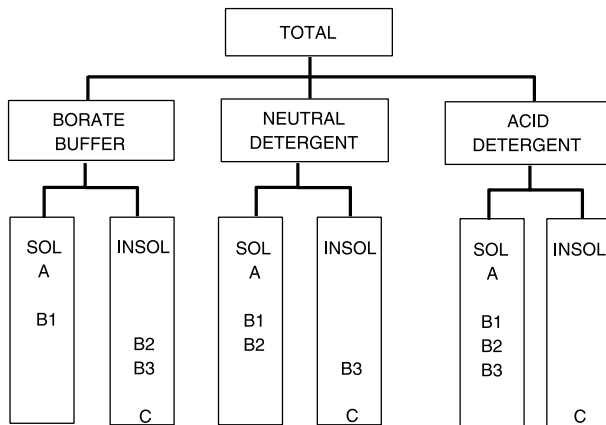 TOTAL
BORATE
BUFFER
NEUTRAL
DETERGENT
ACID
DETERGENT
SOL
A
B1
INSOL
B2
B3
C
SOL
A
B1
B2
INSOL
B3
C
SOL
A
B1
B2
B3
INSOL
C